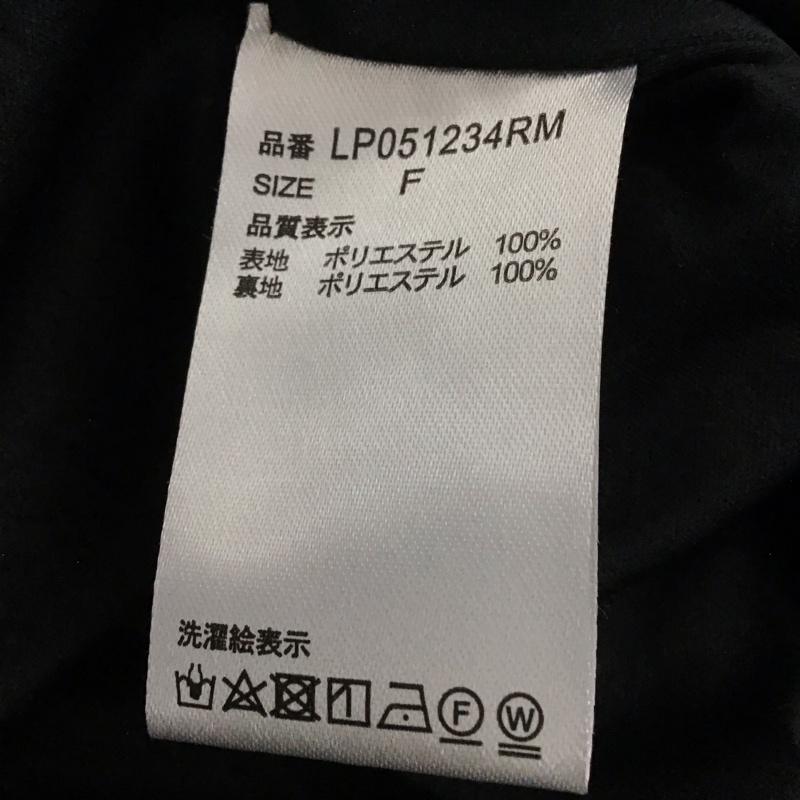 品番 LP051234RM
SIZE F
品質表示
表地 ポリエステル 100%
裏地 ポリエステル 100%
洗濯絵表示
F W